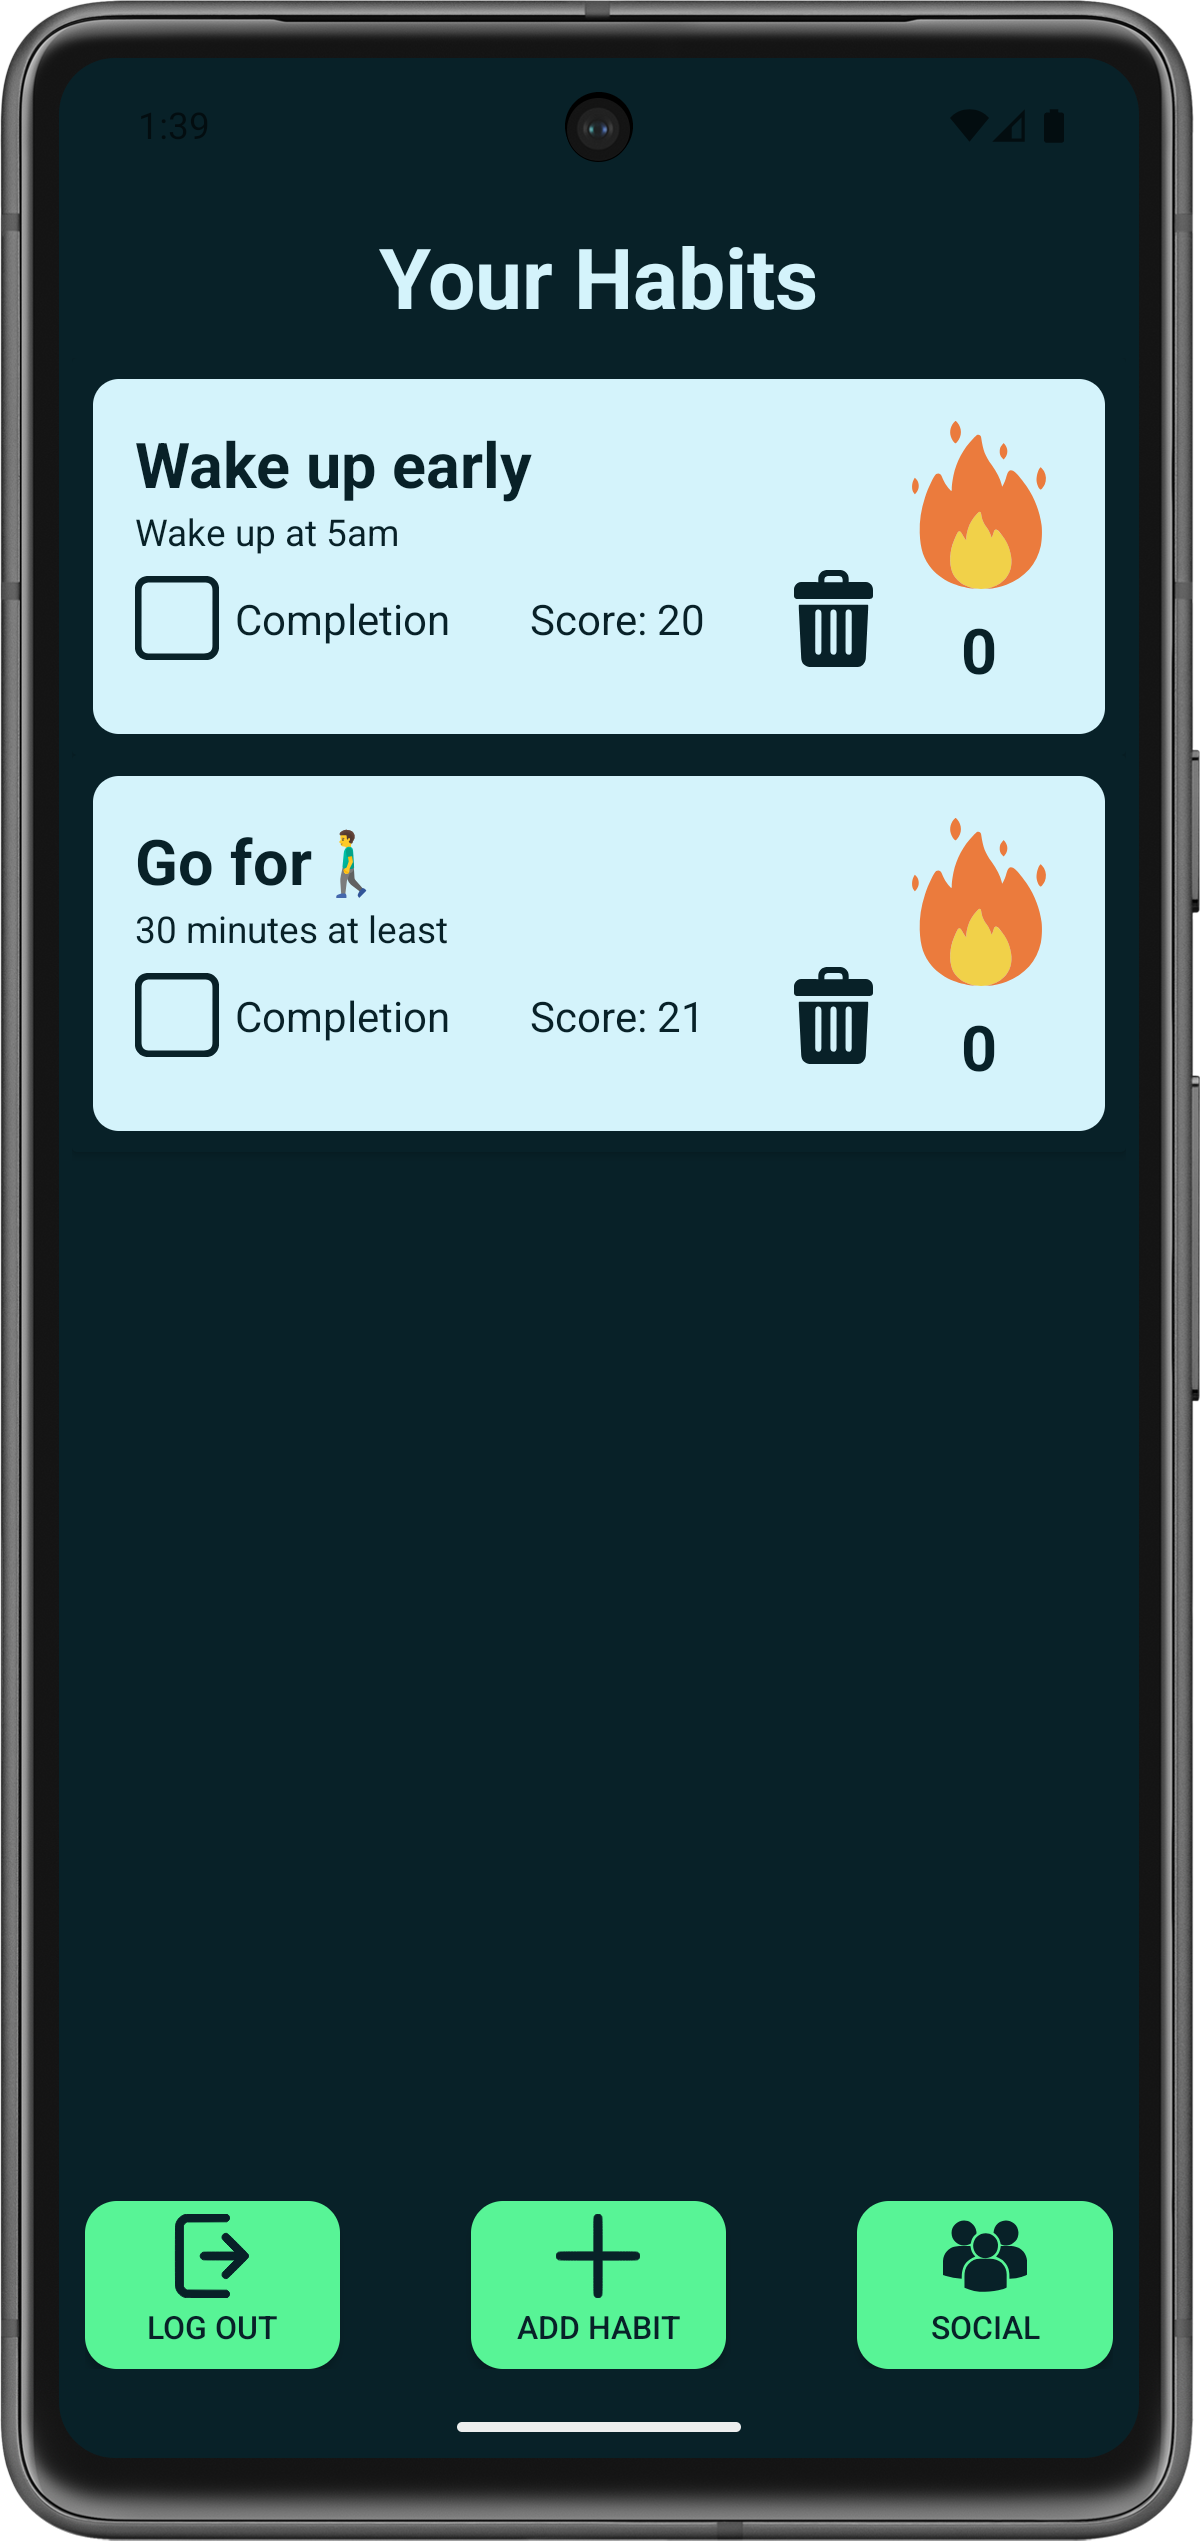 1:39
Your Habits
Wake up early
Wake up at 5am
Completion Score: 20
0
Go for 🚶‍♂️
30 minutes at least
Completion Score: 21
0
LOG OUT ADD HABIT SOCIAL